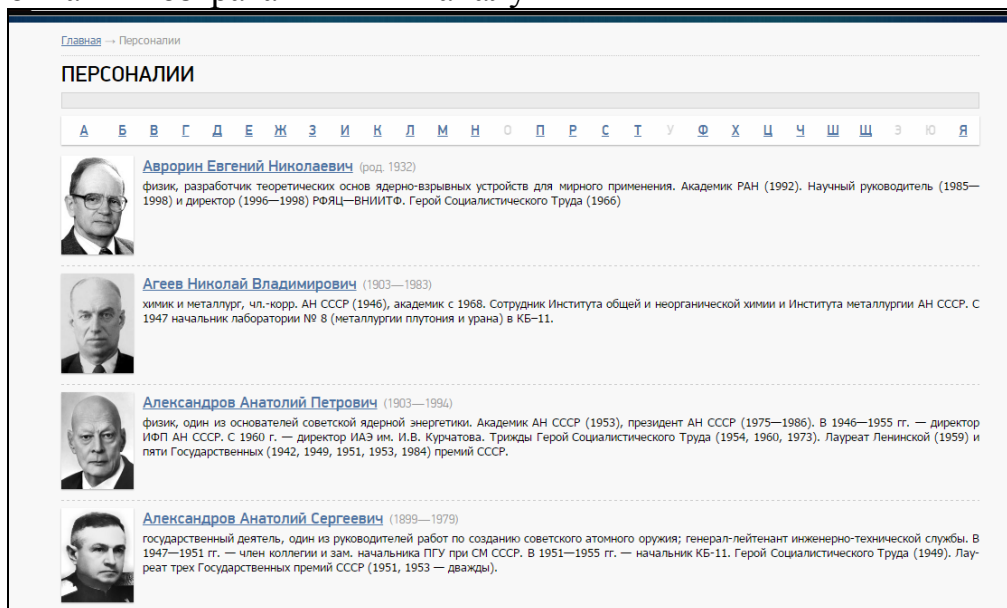 Главная → Персоналии
ПЕРСОНАЛИИ
А Б В Г Д Е Ж З И К Л М Н О П Р С Т У Ф Х Ц Ч Ш Щ Э Ю Я
Аврорин Евгений Николаевич (род. 1932)
физик, разработчик теоретических основ ядерно-взрывных устройств для мирного применения. Академик РАН (1992). Научный руководитель (1985—
1998) и директор (1996—1998) РФЯЦ—ВНИИТФ. Герой Социалистического Труда (1966)
Агеев Николай Владимирович (1903—1983)
химик и металлург, чл.-корр. АН СССР (1946), академик с 1968. Сотрудник Института общей и неорганической химии и Института металлургии АН СССР. С
1947 начальник лаборатории № 8 (металлургии плутония и урана) в КБ–11.
Александров Анатолий Петрович (1903—1994)
физик, один из основателей советской ядерной энергетики. Академик АН СССР (1953), президент АН СССР (1975—1986). В 1946—1955 гг. — директор
ИФП АН СССР. С 1960 г. — директор ИАЭ им. И.В. Курчатова. Трижды Герой Социалистического Труда (1954, 1960, 1973). Лауреат Ленинской (1959) и
пяти Государственных (1942, 1949, 1951, 1953, 1984) премий СССР.
Александров Анатолий Сергеевич (1899—1979)
государственный деятель, один из руководителей работ по созданию советского атомного оружия; генерал-лейтенант инженерно-технической службы. В
1947—1951 гг. — член коллегии и зам. начальника ПГУ при СМ СССР. В 1951—1955 гг. — начальник КБ-11. Герой Социалистического Труда (1949). Лау-
реат трех Государственных премий СССР (1951, 1953 — дважды).